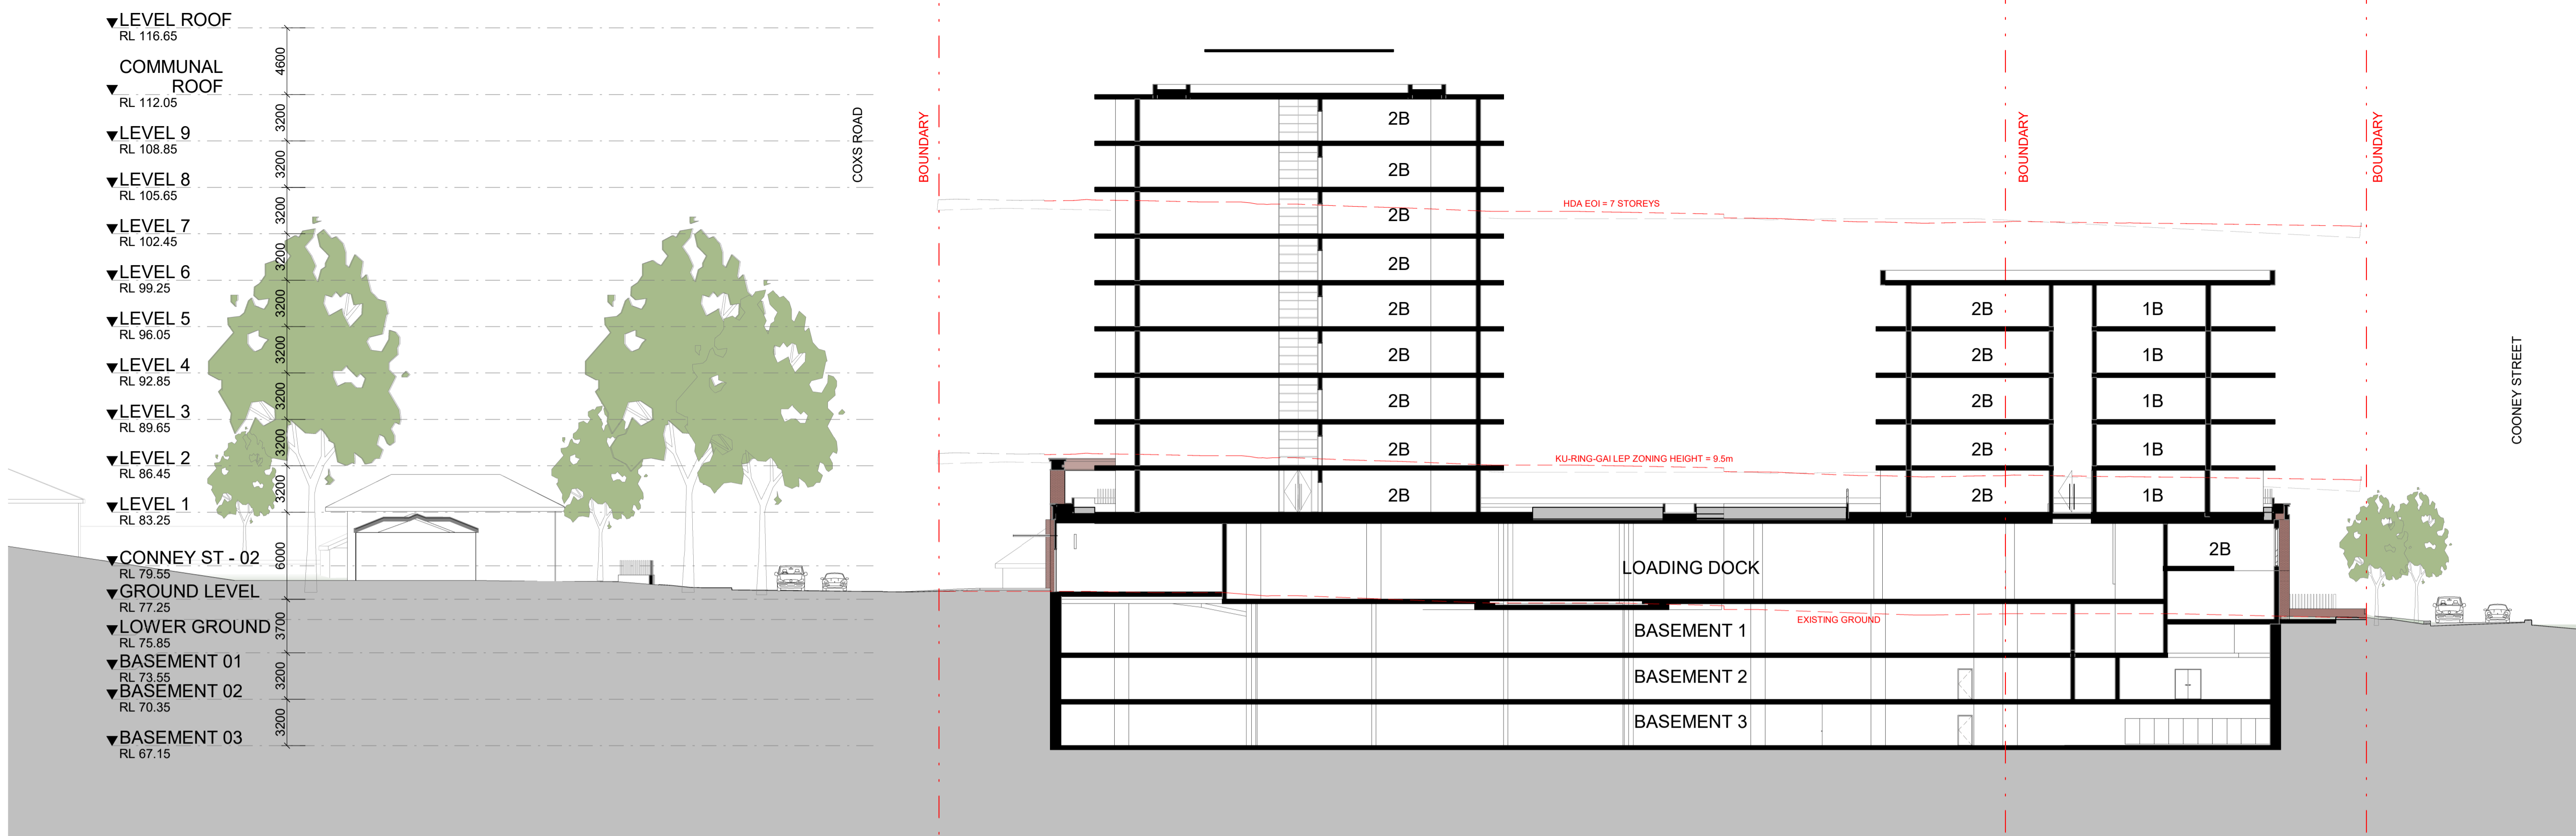 LEVEL ROOF
RL 116.65
4600
COMMUNAL
ROOF
RL 112.05
3200
LEVEL 9
RL 108.85
3200
LEVEL 8
RL 105.65
3200
LEVEL 7
RL 102.45
3200
LEVEL 6
RL 99.25
3200
LEVEL 5
RL 96.05
3200
LEVEL 4
RL 92.85
3200
LEVEL 3
RL 89.65
3200
LEVEL 2
RL 86.45
3200
LEVEL 1
RL 83.25
6000
CONNEY ST - 02
RL 79.55
GROUND LEVEL
RL 77.25
3700
LOWER GROUND
RL 75.85
BASEMENT 01
RL 73.55
3200
BASEMENT 02
RL 70.35
3200
BASEMENT 03
RL 67.15
COXS ROAD
BOUNDARY
2B
2B
2B
2B
2B
2B
2B
2B
2B
HDA EOI = 7 STOREYS
KU-RING-GAI LEP ZONING HEIGHT = 9.5m
BOUNDARY
BOUNDARY
2B
1B
2B
1B
2B
1B
2B
1B
2B
1B
2B
LOADING DOCK
EXISTING GROUND
BASEMENT 1
BASEMENT 2
BASEMENT 3
COONEY STREET